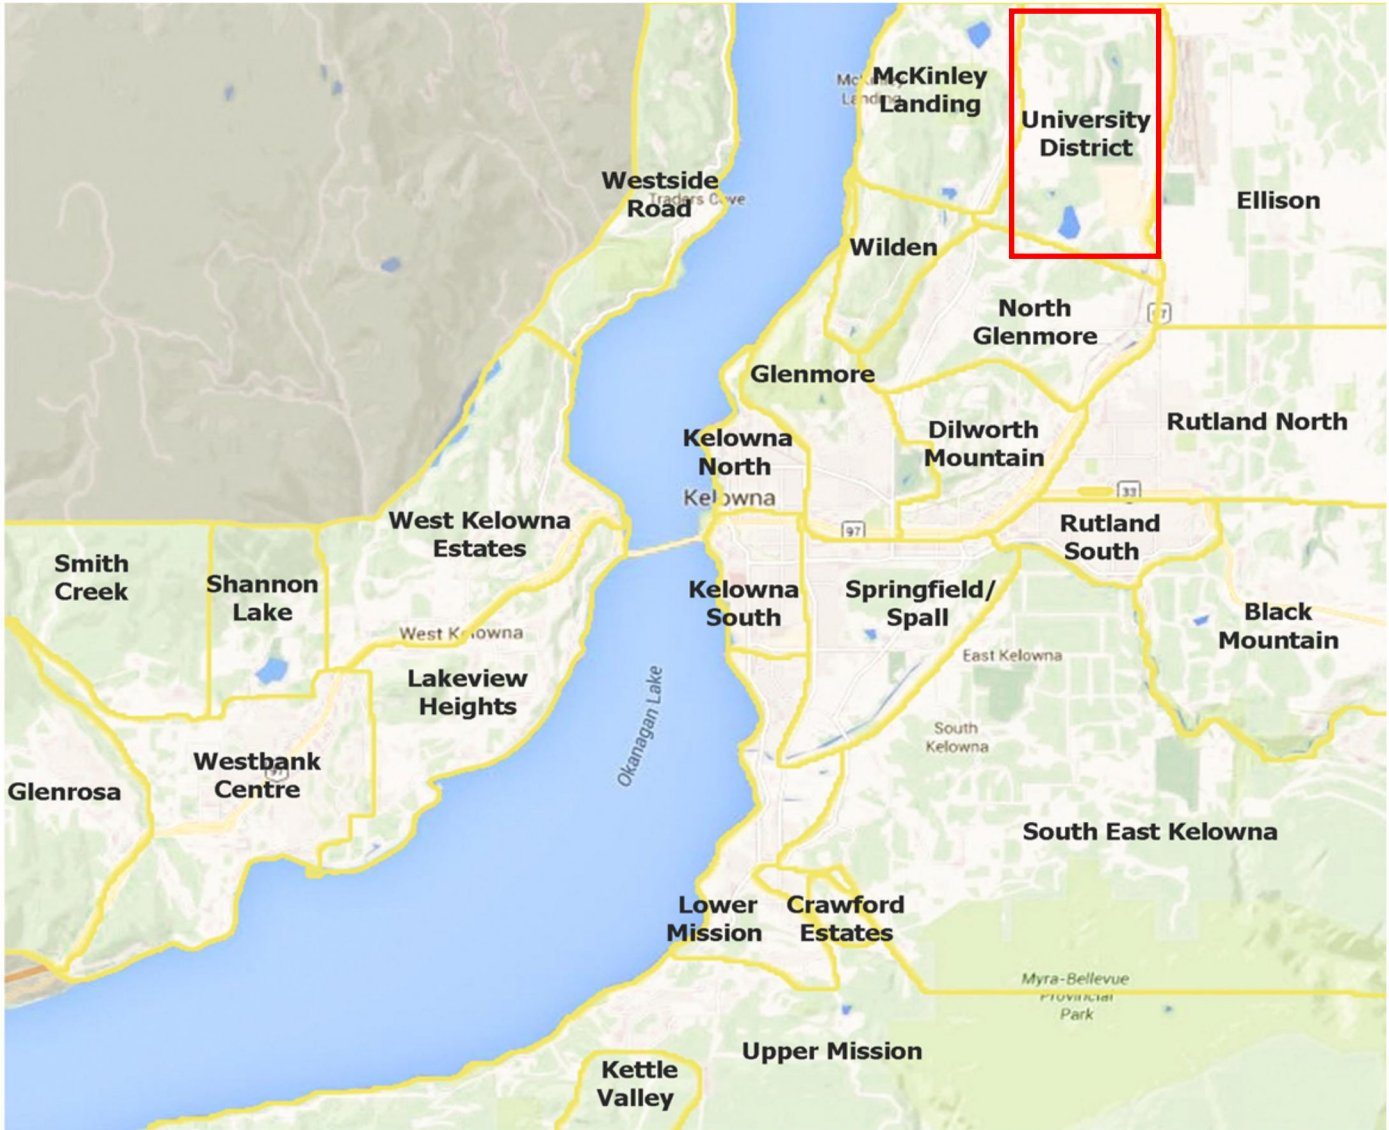 McKinley
Landing
McKinley
Landing
University
District
Westside
Road
Traders Cove
Ellison
Wilden
North
Glenmore
97
Glenmore
Rutland North
Dilworth
Mountain
Kelowna
North
Kelowna
33
West Kelowna
Estates
97
Rutland
South
Smith
Creek
Shannon
Lake
Kelowna
South
Springfield/
Spall
Black
Mountain
West Kelowna
East Kelowna
Lakeview
Heights
Okanagan Lake
South
Kelowna
Westbank
Centre
97
Glenrosa
South East Kelowna
Lower
Mission
Crawford
Estates
Myra-Bellevue
Provincial
Park
Upper Mission
Kettle
Valley